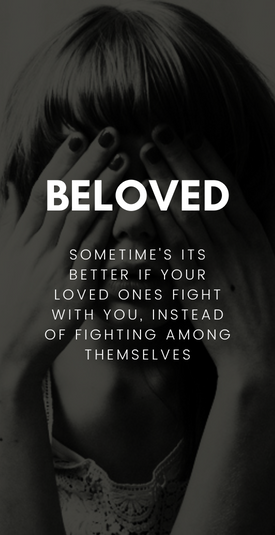 BELOVED
SOMETIME'S ITS
BETTER IF YOUR
LOVED ONES FIGHT
WITH YOU, INSTEAD
OF FIGHTING AMONG
THEMSELVES